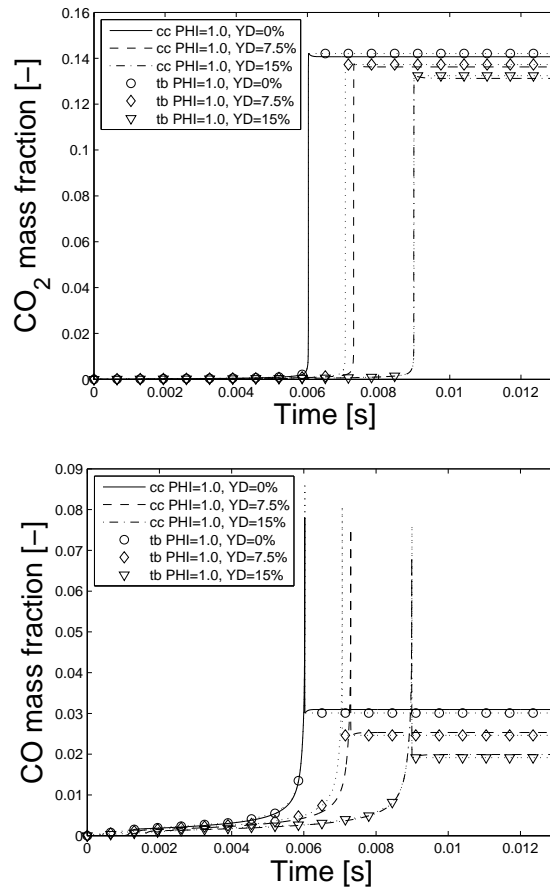 0.16
0.14
0.12
0.1
0.08
0.06
0.04
0.02
0
CO2 mass fraction [−]
cc PHI=1.0, YD=0%
cc PHI=1.0, YD=7.5%
cc PHI=1.0, YD=15%
tb PHI=1.0, YD=0%
tb PHI=1.0, YD=7.5%
tb PHI=1.0, YD=15%
0 0.002 0.004 0.006 0.008 0.01 0.012
Time [s]
0.09
0.08
0.07
0.06
0.05
0.04
0.03
0.02
0.01
0
CO mass fraction [−]
cc PHI=1.0, YD=0%
cc PHI=1.0, YD=7.5%
cc PHI=1.0, YD=15%
tb PHI=1.0, YD=0%
tb PHI=1.0, YD=7.5%
tb PHI=1.0, YD=15%
0 0.002 0.004 0.006 0.008 0.01 0.012
Time [s]